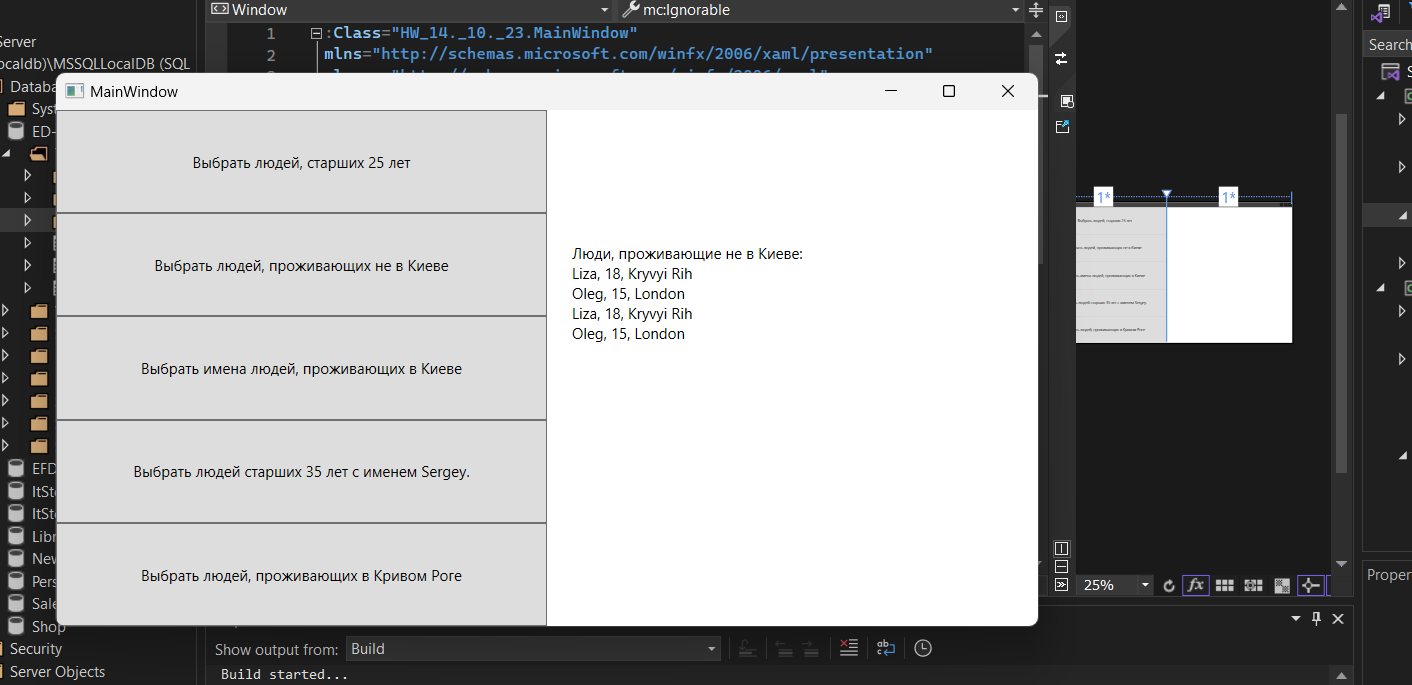 Window
mc:Ignorable
Server
ocaldb)\MSSQLLocalDB (SQL
1
:Class="HW_14._10._23.MainWindow"
2
mlns="http://schemas.microsoft.com/winfx/2006/xaml/presentation"
Search
MainWindow
Databa
Syst
ED-
Выбрать людей, старших 25 лет
Выбрать людей, проживающих не в Киеве
Выбрать имена людей, проживающих в Киеве
Выбрать людей старших 35 лет с именем Sergey.
Выбрать людей, проживающих в Кривом Роге
Люди, проживающие не в Киеве:
Liza, 18, Kryvyi Rih
Oleg, 15, London
Liza, 18, Kryvyi Rih
Oleg, 15, London
1*
1*
EFD
ItSte
ItSte
Libr
New
Pers
Sale
Shop
Security
Server Objects
25%
fx
Proper
Show output from:
Build
Build started...